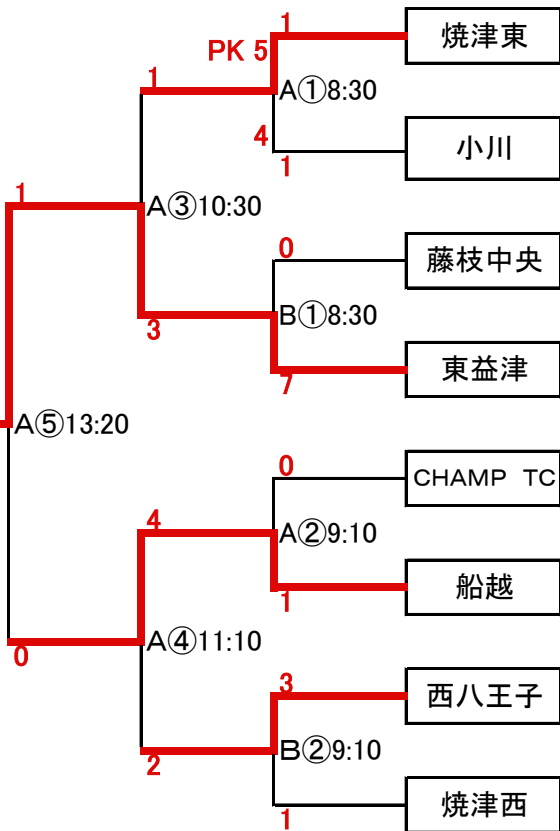 1
焼津東
PK 5
1
A①8:30
4
小川
1
1
A③10:30
0
藤枝中央
B①8:30
3
東益津
7
A⑤13:20
0
CHAMP TC
4
A②9:10
船越
1
A④11:10
0
3
西八王子
2
B②9:10
焼津西
1